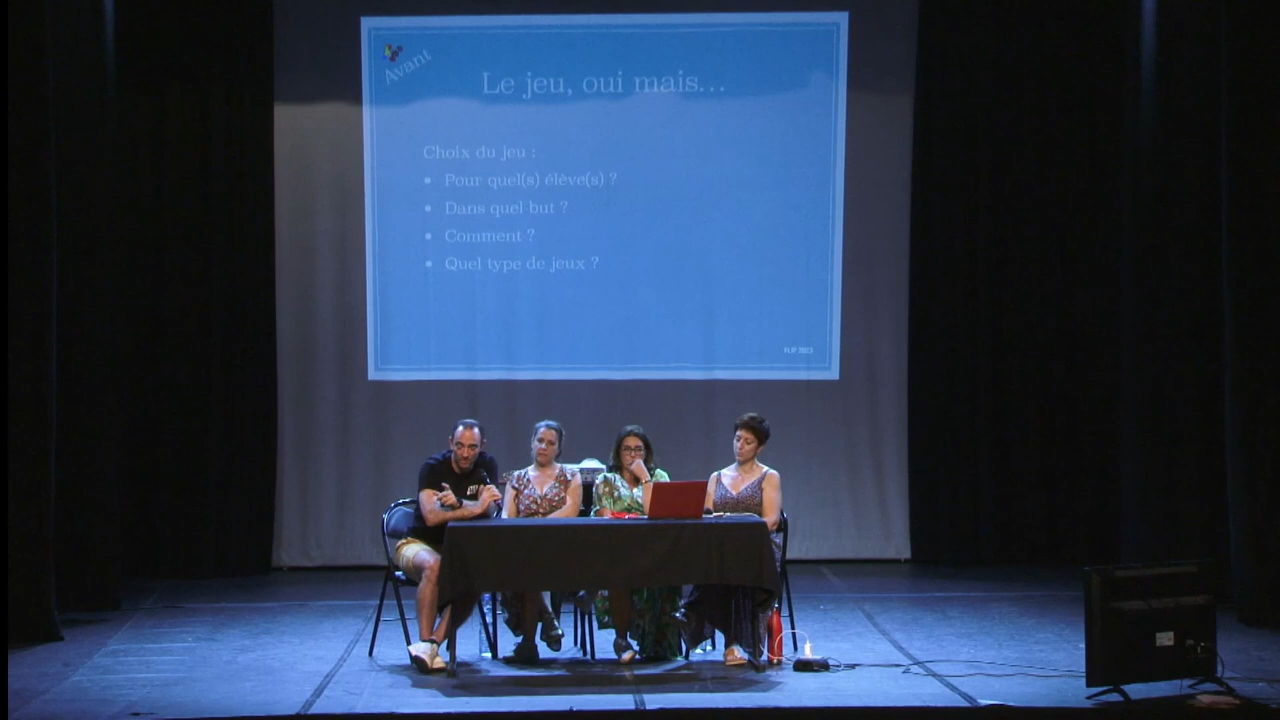 Avant
Le jeu, oui mais...
Choix du jeu :
• Pour quel(s) élève(s) ?
• Dans quel but ?
• Comment ?
• Quel type de jeux ?
FLIP 2023